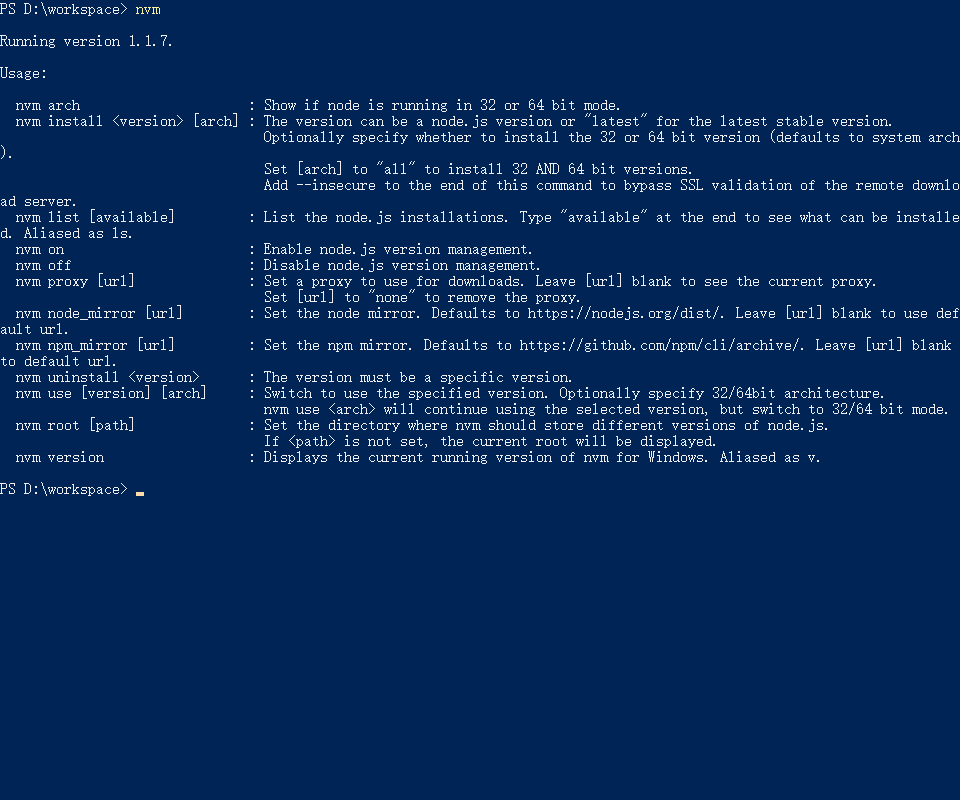 PS D:\workspace> nvm
Running version 1.1.7.
Usage:
nvm arch : Show if node is running in 32 or 64 bit mode.
nvm install <version> [arch] : The version can be a node.js version or "latest" for the latest stable version.
Optionally specify whether to install the 32 or 64 bit version (defaults to system arch
).
Set [arch] to "all" to install 32 AND 64 bit versions.
Add --insecure to the end of this command to bypass SSL validation of the remote downlo
ad server.
nvm list [available] : List the node.js installations. Type "available" at the end to see what can be installe
d. Aliased as ls.
nvm on : Enable node.js version management.
nvm off : Disable node.js version management.
nvm proxy [url] : Set a proxy to use for downloads. Leave [url] blank to see the current proxy.
Set [url] to "none" to remove the proxy.
nvm node_mirror [url] : Set the node mirror. Defaults to https://nodejs.org/dist/. Leave [url] blank to use def
ault url.
nvm npm_mirror [url] : Set the npm mirror. Defaults to https://github.com/npm/cli/archive/. Leave [url] blank
to default url.
nvm uninstall <version> : The version must be a specific version.
nvm use [version] [arch] : Switch to use the specified version. Optionally specify 32/64bit architecture.
nvm use <arch> will continue using the selected version, but switch to 32/64 bit mode.
nvm root [path] : Set the directory where nvm should store different versions of node.js.
If <path> is not set, the current root will be displayed.
nvm version : Displays the current running version of nvm for Windows. Aliased as v.
PS D:\workspace>